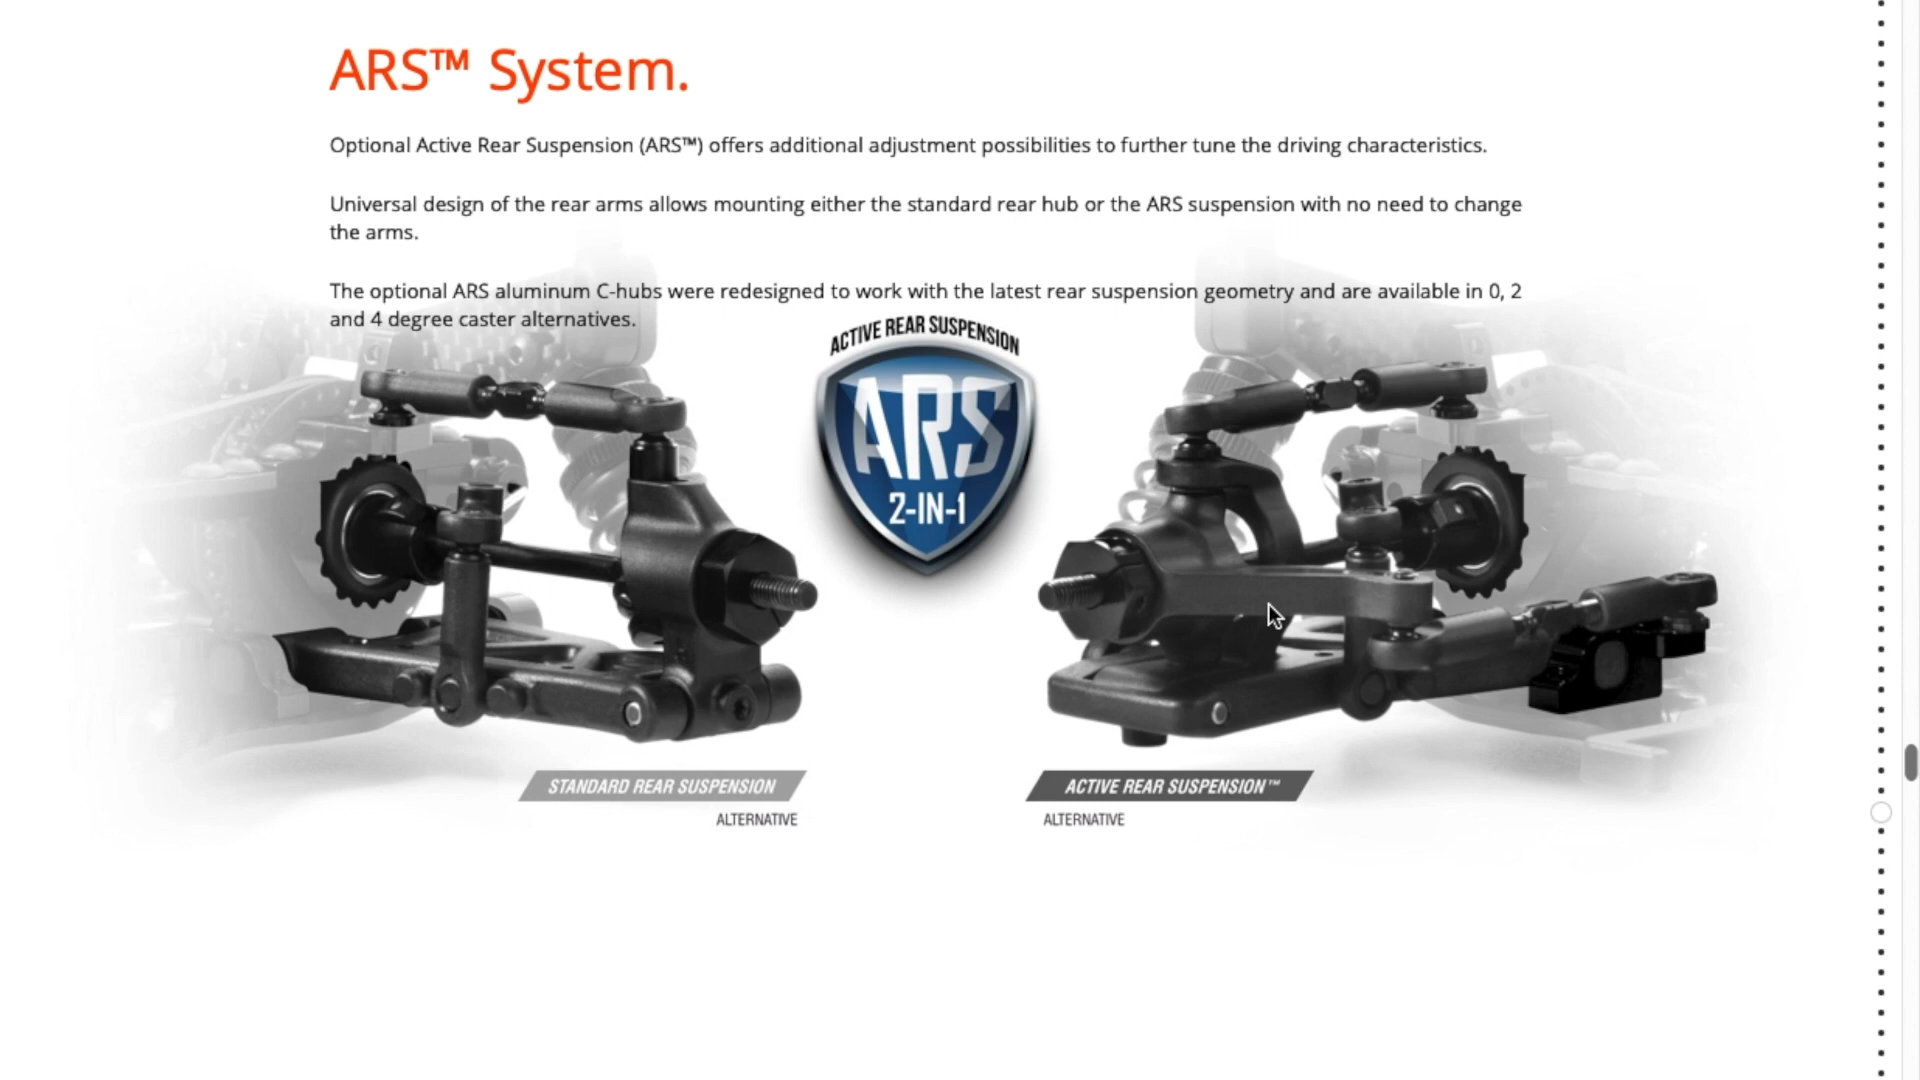 ARS™ System.
Optional Active Rear Suspension (ARS™) offers additional adjustment possibilities to further tune the driving characteristics.
Universal design of the rear arms allows mounting either the standard rear hub or the ARS suspension with no need to change
the arms.
The optional ARS aluminum C-hubs were redesigned to work with the latest rear suspension geometry and are available in 0, 2
and 4 degree caster alternatives.
ACTIVE REAR SUSPENSION
ARS
2-IN-1
STANDARD REAR SUSPENSION
ALTERNATIVE
ACTIVE REAR SUSPENSION™
ALTERNATIVE